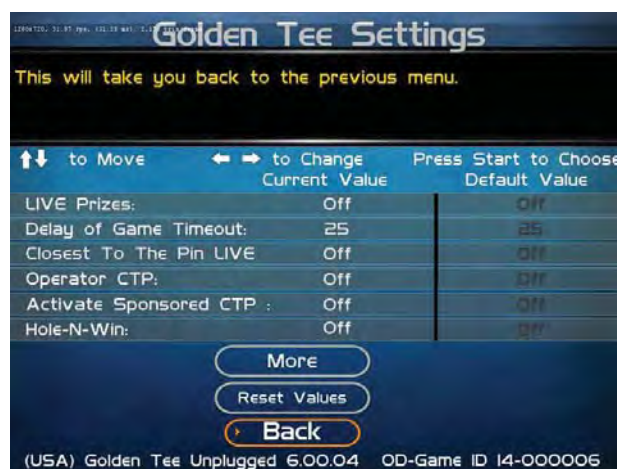 Golden Tee Settings
This will take you back to the previous menu.
to Move to Change Press Start to Choose
Current Value Default Value
LIVE Prizes: Off Off
Delay of Game Timeout: 25 25
Closest To The Pin LIVE Off Off
Operator CTP: Off Off
Activate Sponsored CTP : Off Off
Hole-N-Win: Off Off
More
Reset Values
Back
(USA) Golden Tee Unplugged 6.00.04 OD-Game ID 14-000006